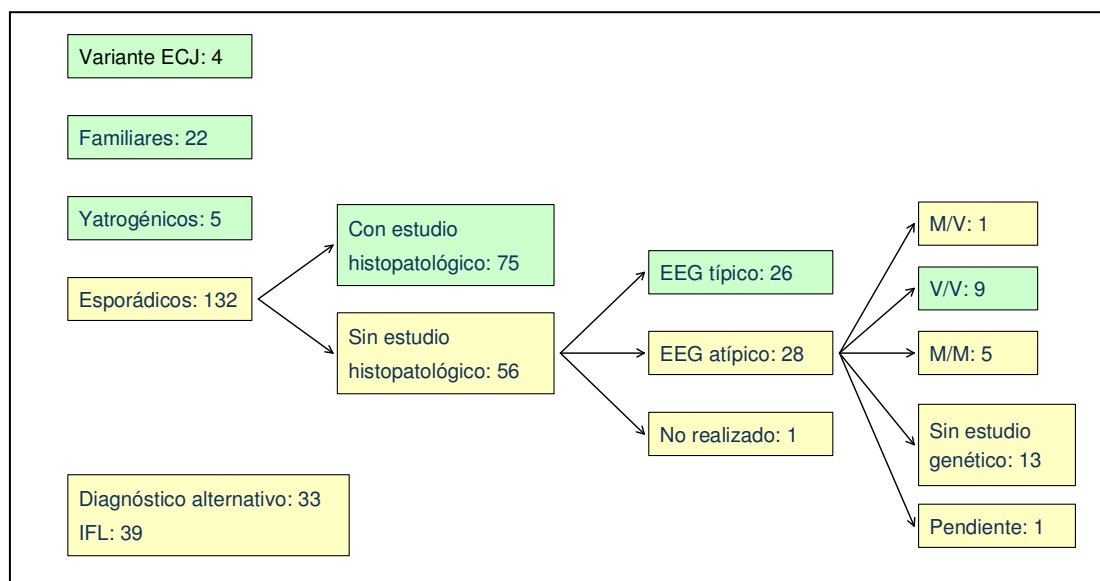 Variante ECJ: 4
Familiares: 22
Yatrogénicos: 5
Esporádicos: 132
Con estudio
histopatológico: 75
Sin estudio
histopatológico: 56
EEG típico: 26
EEG atípico: 28
No realizado: 1
M/V: 1
V/V: 9
M/M: 5
Sin estudio
genético: 13
Pendiente: 1
Diagnóstico alternativo: 33
IFL: 39